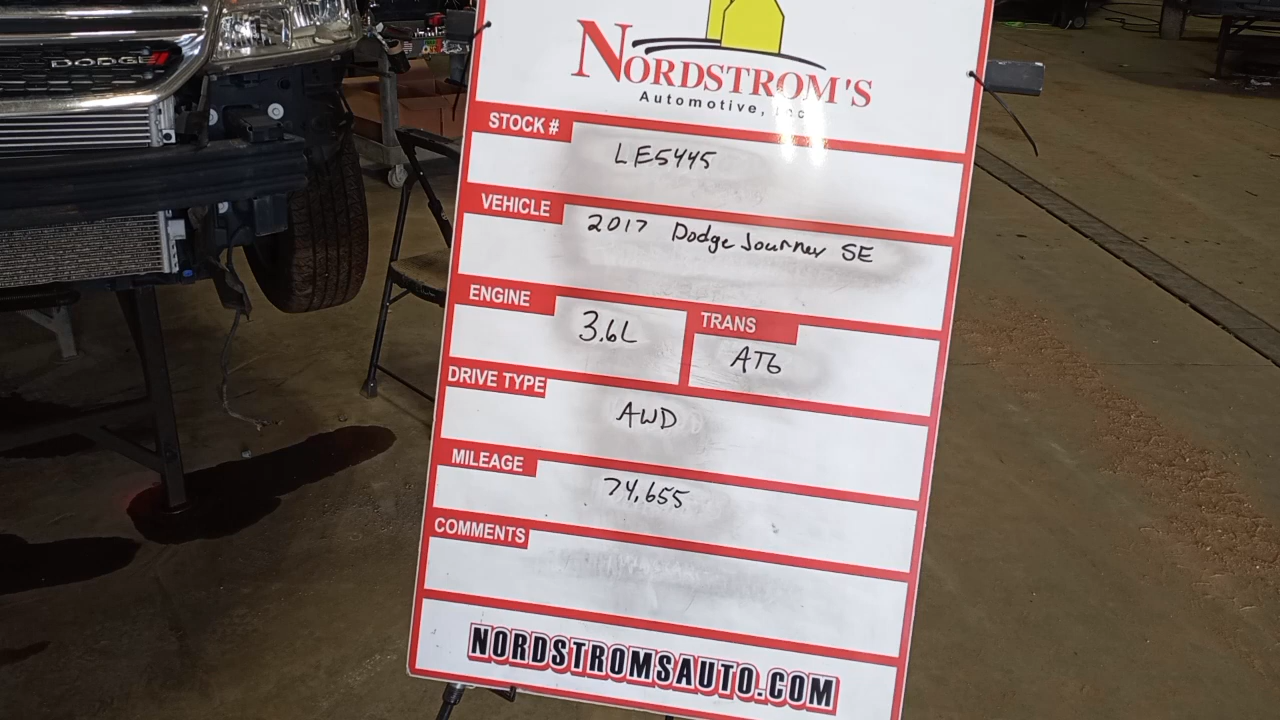 DODGE
NORDSTROM'S
Automotive, Inc
STOCK #
LE5445
VEHICLE
2017 Dodge Journey SE
ENGINE
3.6L
TRANS
AT6
DRIVE TYPE
AWD
MILEAGE
74,655
COMMENTS
NORDSTROMSAUTO.COM